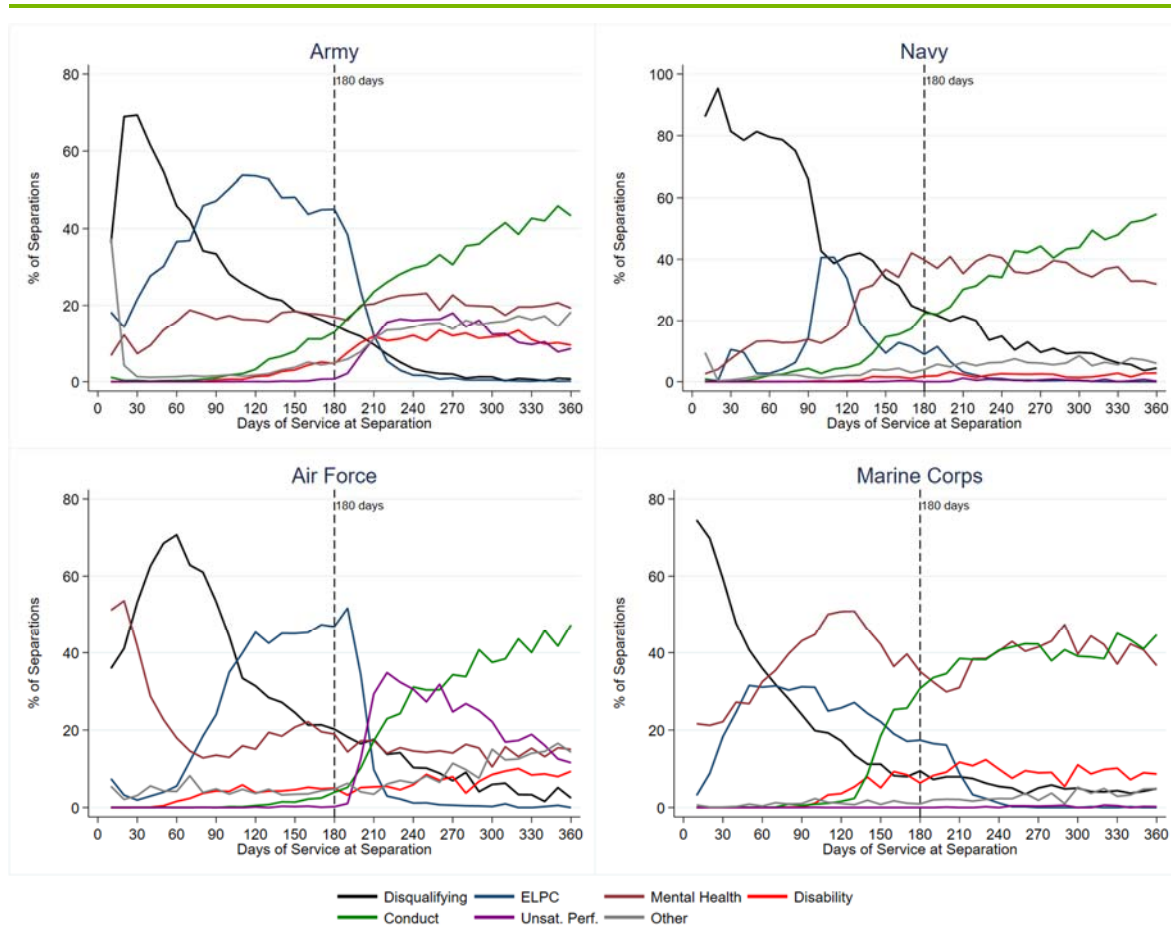 Army
Navy
80
60
40
20
0
% of Separations
180 days
0 30 60 90 120 150 180 210 240 270 300 330 360
Days of Service at Separation
100
80
60
40
20
0
% of Separations
180 days
0 30 60 90 120 150 180 210 240 270 300 330 360
Days of Service at Separation
Air Force
Marine Corps
80
60
40
20
0
% of Separations
180 days
0 30 60 90 120 150 180 210 240 270 300 330 360
Days of Service at Separation
80
60
40
20
0
% of Separations
180 days
0 30 60 90 120 150 180 210 240 270 300 330 360
Days of Service at Separation
Disqualifying ELPC Mental Health Disability
Conduct Unsat. Perf. Other